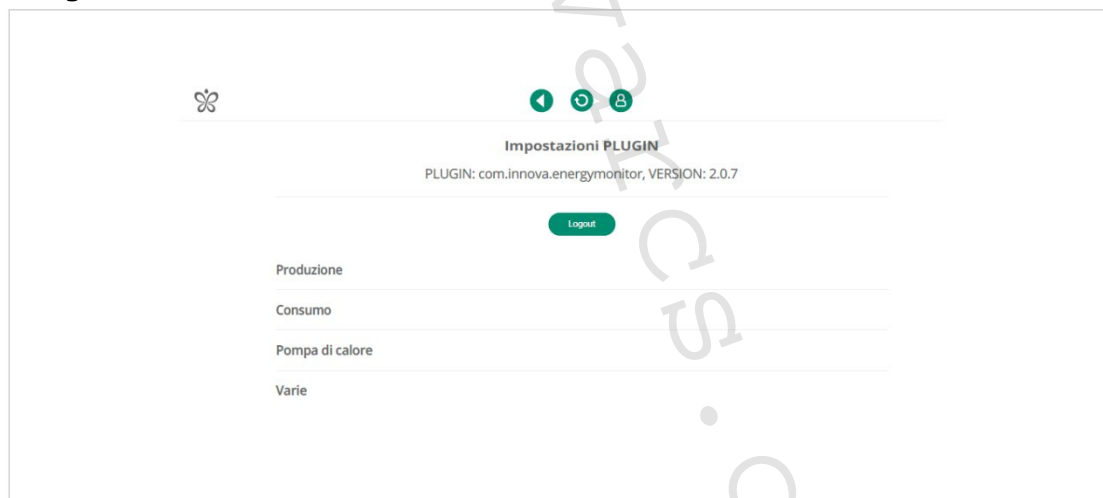 Impostazioni PLUGIN
PLUGIN: com.innova.energymonitor, VERSION: 2.0.7
Logout
Produzione
Consumo
Pompa di calore
Varie